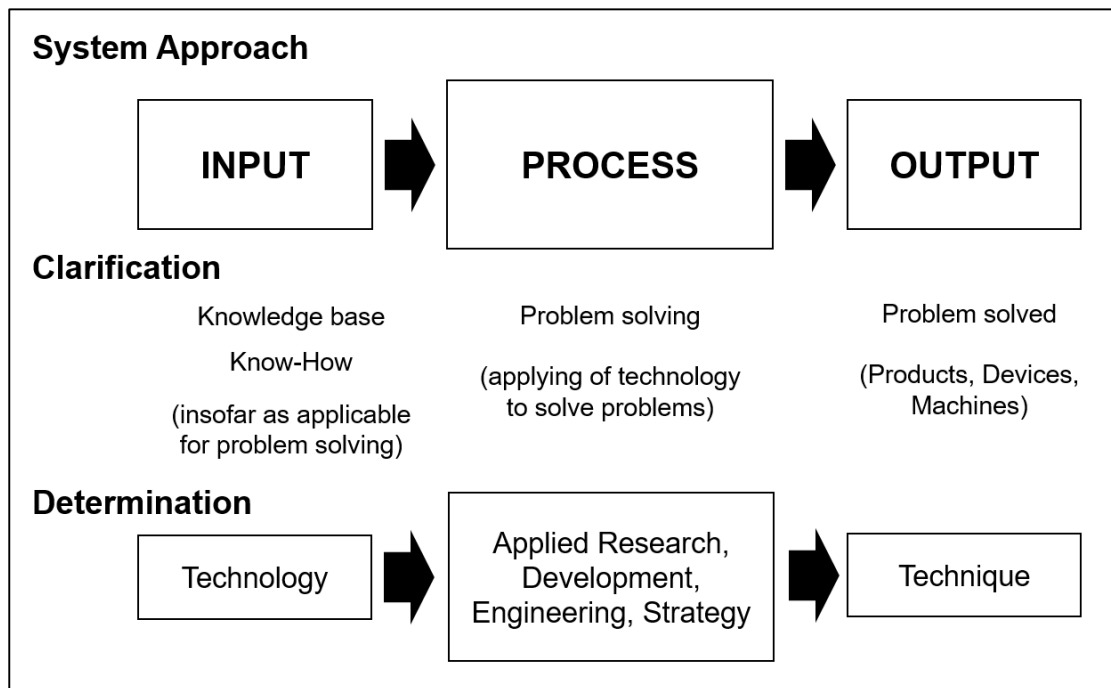 System Approach
INPUT
PROCESS
OUTPUT
Clarification
Knowledge base
Know-How
(insofar as applicable
for problem solving)
Problem solving
(applying of technology
to solve problems)
Problem solved
(Products, Devices,
Machines)
Determination
Technology
Applied Research,
Development,
Engineering, Strategy
Technique